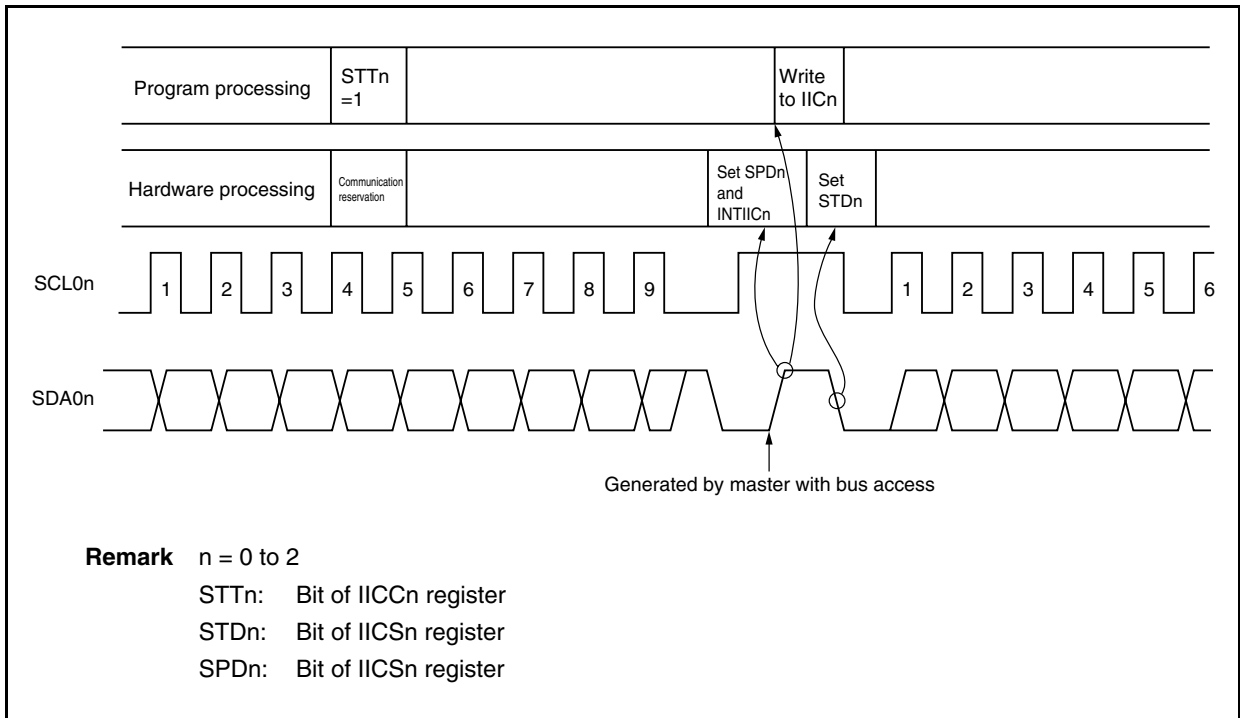 Program processing
STTn
=1
Write
to IICn
Hardware processing
Communication
reservation
Set SPDn
and
INTIICn
Set
STDn
SCL0n
1 2 3 4 5 6 7 8 9 1 2 3 4 5 6
SDA0n
Generated by master with bus access
Remark n = 0 to 2
STTn: Bit of IICCn register
STDn: Bit of IICSn register
SPDn: Bit of IICSn register